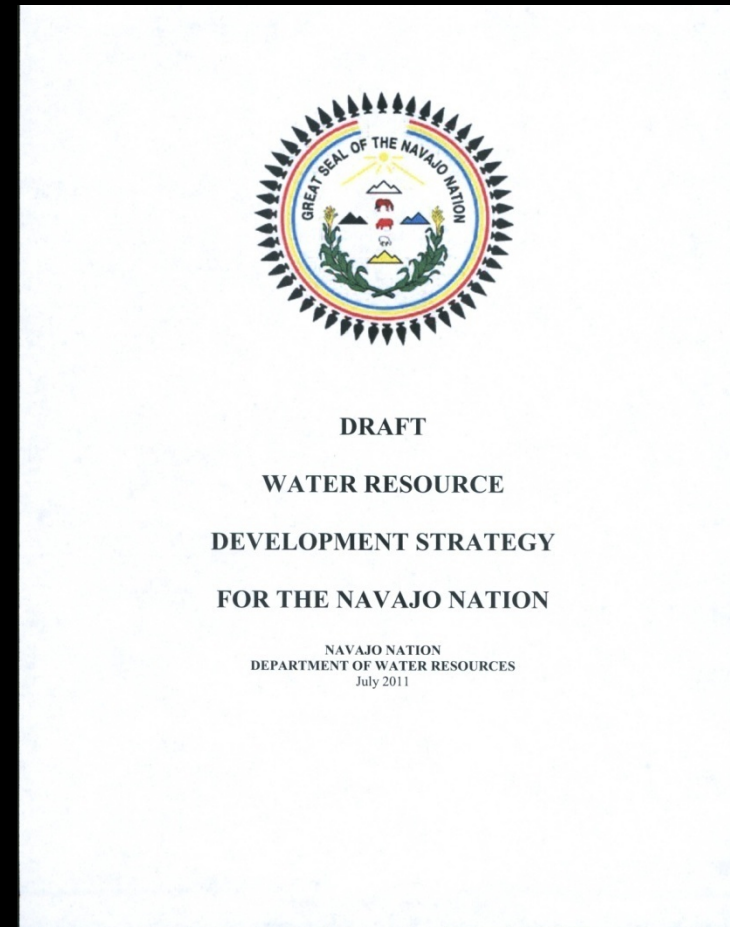 GREAT SEAL OF THE NAVAJO NATION
DRAFT
WATER RESOURCE
DEVELOPMENT STRATEGY
FOR THE NAVAJO NATION
NAVAJO NATION
DEPARTMENT OF WATER RESOURCES
July 2011